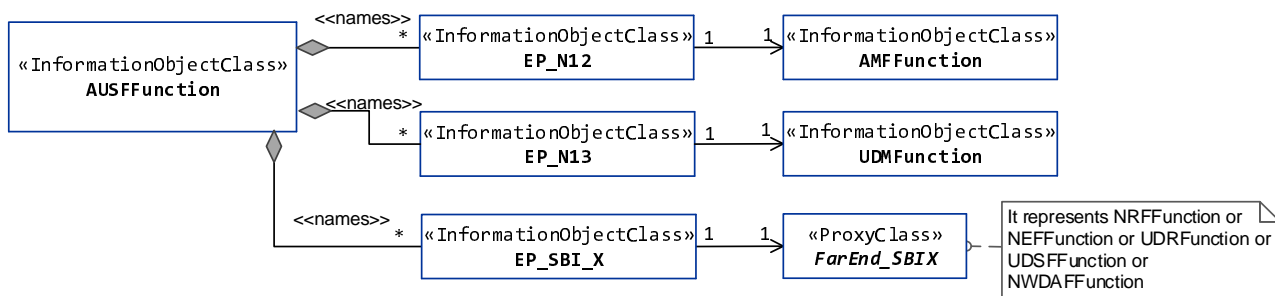 «InformationObjectClass»
AUSFFunction
<<names>>
*
«InformationObjectClass»
EP_N12
1
1
«InformationObjectClass»
AMFFunction
<<names>>
*
«InformationObjectClass»
EP_N13
1
1
«InformationObjectClass»
UDMFunction
<<names>>
*
«InformationObjectClass»
EP_SBI_X
1
1
«ProxyClass»
FarEnd_SBIX
It represents NRFFunction or
NEFFunction or UDRFunction or
UDSFFunction or
NWDAFFunction